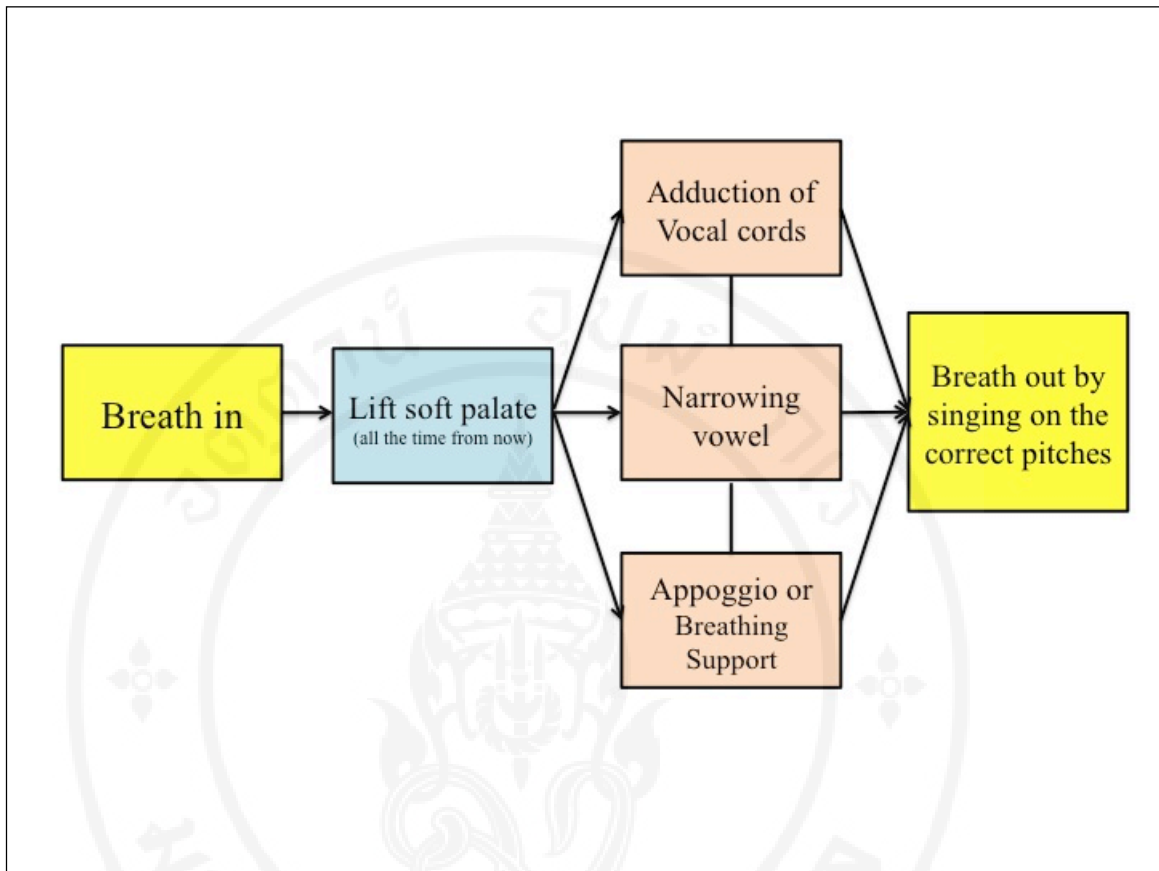 Breath in
Lift soft palate
(all the time from now)
Adduction of
Vocal cords
Narrowing
vowel
Appoggio or
Breathing
Support
Breath out by
singing on the
correct pitches